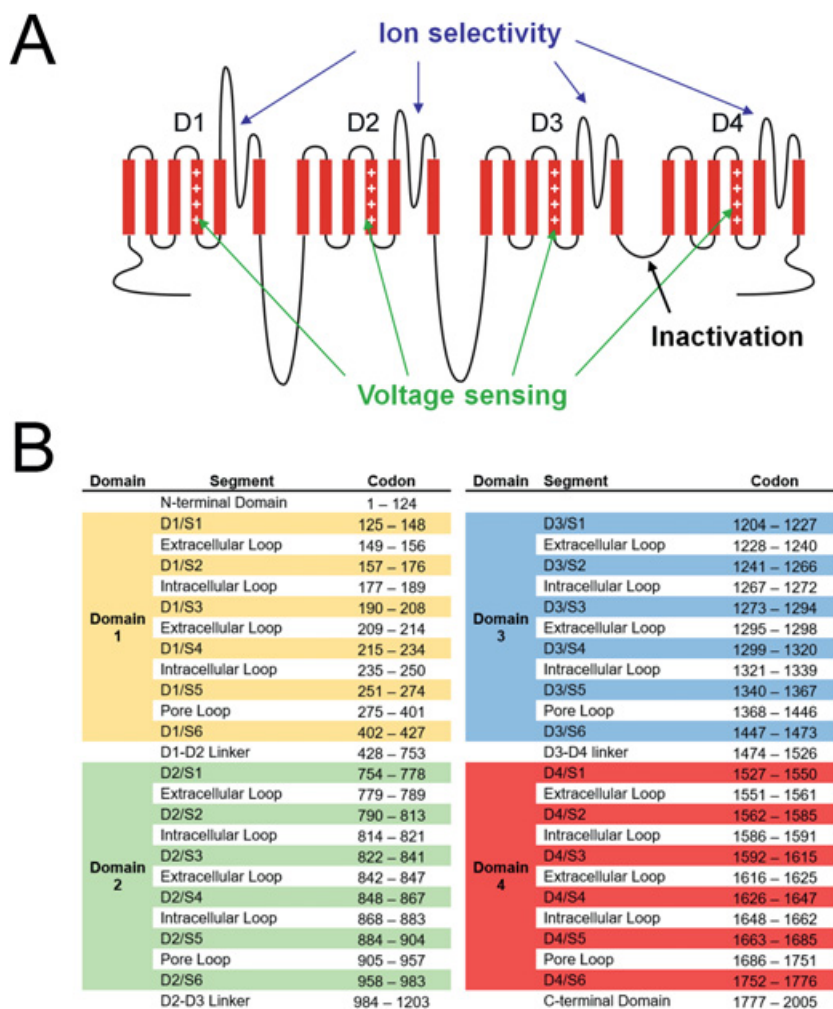 A
Ion selectivity
D1 D2 D3 D4
+ + + +
+ + + +
+ + + +
+ + + +
Inactivation
Voltage sensing
B
Domain Segment Codon Domain Segment Codon
N-terminal Domain 1 – 124
D1/S1 125 – 148 D3/S1 1204 – 1227
Extracellular Loop 149 – 156 Extracellular Loop 1228 – 1240
D1/S2 157 – 176 D3/S2 1241 – 1266
Intracellular Loop 177 – 189 Intracellular Loop 1267 – 1272
D1/S3 190 – 208 D3/S3 1273 – 1294
Domain 1 Extracellular Loop 209 – 214 Domain 3 Extracellular Loop 1295 – 1298
D1/S4 215 – 234 D3/S4 1299 – 1320
Intracellular Loop 235 – 250 Intracellular Loop 1321 – 1339
D1/S5 251 – 274 D3/S5 1340 – 1367
Pore Loop 275 – 401 Pore Loop 1368 – 1446
D1/S6 402 – 427 D3/S6 1447 – 1473
D1-D2 Linker 428 – 753 D3-D4 linker 1474 – 1526
D2/S1 754 – 778 D4/S1 1527 – 1550
Extracellular Loop 779 – 789 Extracellular Loop 1551 – 1561
D2/S2 790 – 813 D4/S2 1562 – 1585
Intracellular Loop 814 – 821 Intracellular Loop 1586 – 1591
D2/S3 822 – 841 D4/S3 1592 – 1615
Domain 2 Extracellular Loop 842 – 847 Domain 4 Extracellular Loop 1616 – 1625
D2/S4 848 – 867 D4/S4 1626 – 1647
Intracellular Loop 868 – 883 Intracellular Loop 1648 – 1662
D2/S5 884 – 904 D4/S5 1663 – 1685
Pore Loop 905 – 957 Pore Loop 1686 – 1751
D2/S6 958 – 983 D4/S6 1752 – 1776
D2-D3 Linker 984 – 1203 C-terminal Domain 1777 – 2005